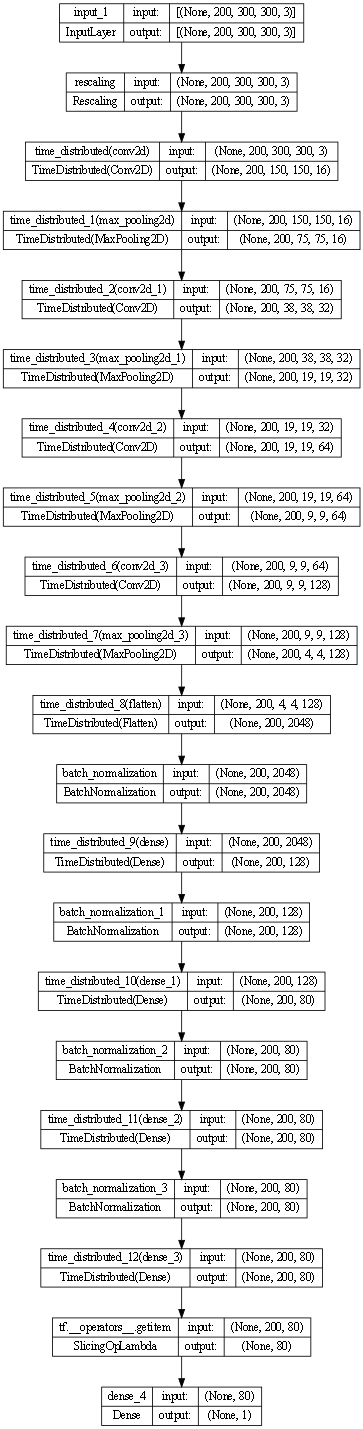 input_1 input: [(None, 200, 300, 300, 3)]
InputLayer output: [(None, 200, 300, 300, 3)]
rescaling input: (None, 200, 300, 300, 3)
Rescaling output: (None, 200, 300, 300, 3)
time_distributed(conv2d) input: (None, 200, 300, 300, 3)
TimeDistributed(Conv2D) output: (None, 200, 150, 150, 16)
time_distributed_1(max_pooling2d) input: (None, 200, 150, 150, 16)
TimeDistributed(MaxPooling2D) output: (None, 200, 75, 75, 16)
time_distributed_2(conv2d_1) input: (None, 200, 75, 75, 16)
TimeDistributed(Conv2D) output: (None, 200, 38, 38, 32)
time_distributed_3(max_pooling2d_1) input: (None, 200, 38, 38, 32)
TimeDistributed(MaxPooling2D) output: (None, 200, 19, 19, 32)
time_distributed_4(conv2d_2) input: (None, 200, 19, 19, 32)
TimeDistributed(Conv2D) output: (None, 200, 19, 19, 64)
time_distributed_5(max_pooling2d_2) input: (None, 200, 19, 19, 64)
TimeDistributed(MaxPooling2D) output: (None, 200, 9, 9, 64)
time_distributed_6(conv2d_3) input: (None, 200, 9, 9, 64)
TimeDistributed(Conv2D) output: (None, 200, 9, 9, 128)
time_distributed_7(max_pooling2d_3) input: (None, 200, 9, 9, 128)
TimeDistributed(MaxPooling2D) output: (None, 200, 4, 4, 128)
time_distributed_8(flatten) input: (None, 200, 4, 4, 128)
TimeDistributed(Flatten) output: (None, 200, 2048)
batch_normalization input: (None, 200, 2048)
BatchNormalization output: (None, 200, 2048)
time_distributed_9(dense) input: (None, 200, 2048)
TimeDistributed(Dense) output: (None, 200, 128)
batch_normalization_1 input: (None, 200, 128)
BatchNormalization output: (None, 200, 128)
time_distributed_10(dense_1) input: (None, 200, 128)
TimeDistributed(Dense) output: (None, 200, 80)
batch_normalization_2 input: (None, 200, 80)
BatchNormalization output: (None, 200, 80)
time_distributed_11(dense_2) input: (None, 200, 80)
TimeDistributed(Dense) output: (None, 200, 80)
batch_normalization_3 input: (None, 200, 80)
BatchNormalization output: (None, 200, 80)
time_distributed_12(dense_3) input: (None, 200, 80)
TimeDistributed(Dense) output: (None, 200, 80)
tf.__operators__.getitem input: (None, 200, 80)
SlicingOpLambda output: (None, 80)
dense_4 input: (None, 80)
Dense output: (None, 1)